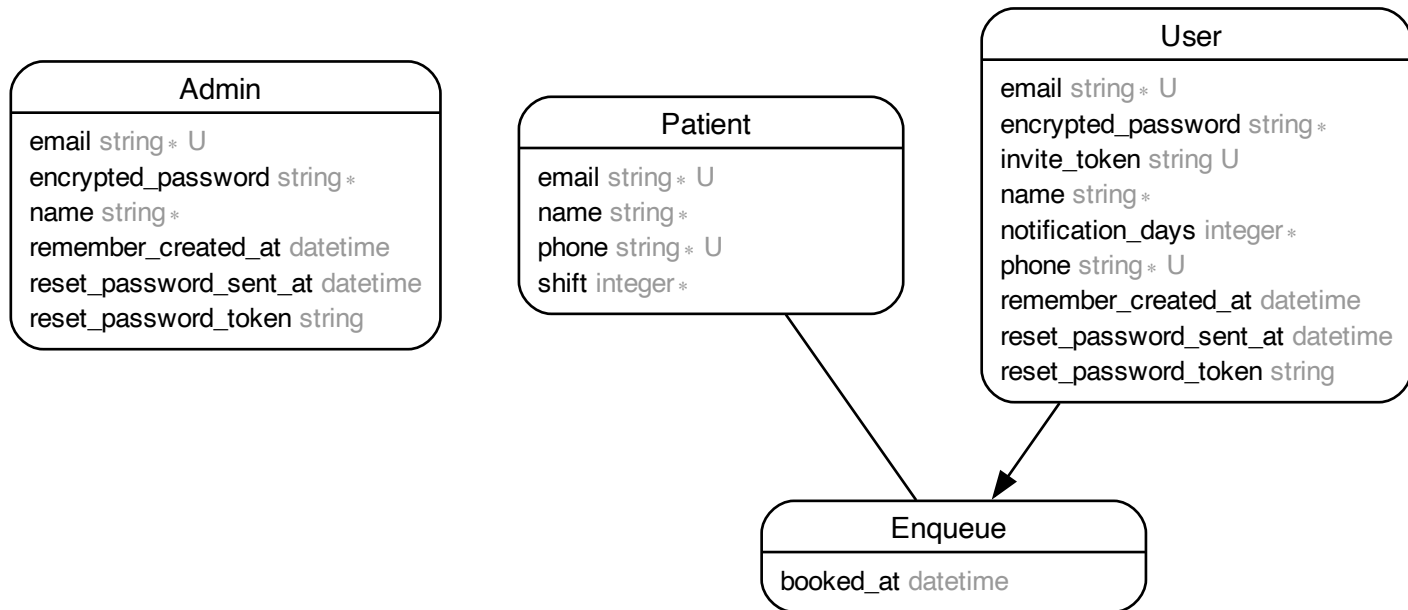 Admin
email string∗ U
encrypted_password string∗
name string∗
remember_created_at datetime
reset_password_sent_at datetime
reset_password_token string
Patient
email string∗ U
name string∗
phone string∗ U
shift integer∗
User
email string∗ U
encrypted_password string∗
invite_token string U
name string∗
notification_days integer∗
phone string∗ U
remember_created_at datetime
reset_password_sent_at datetime
reset_password_token string
Enqueue
booked_at datetime